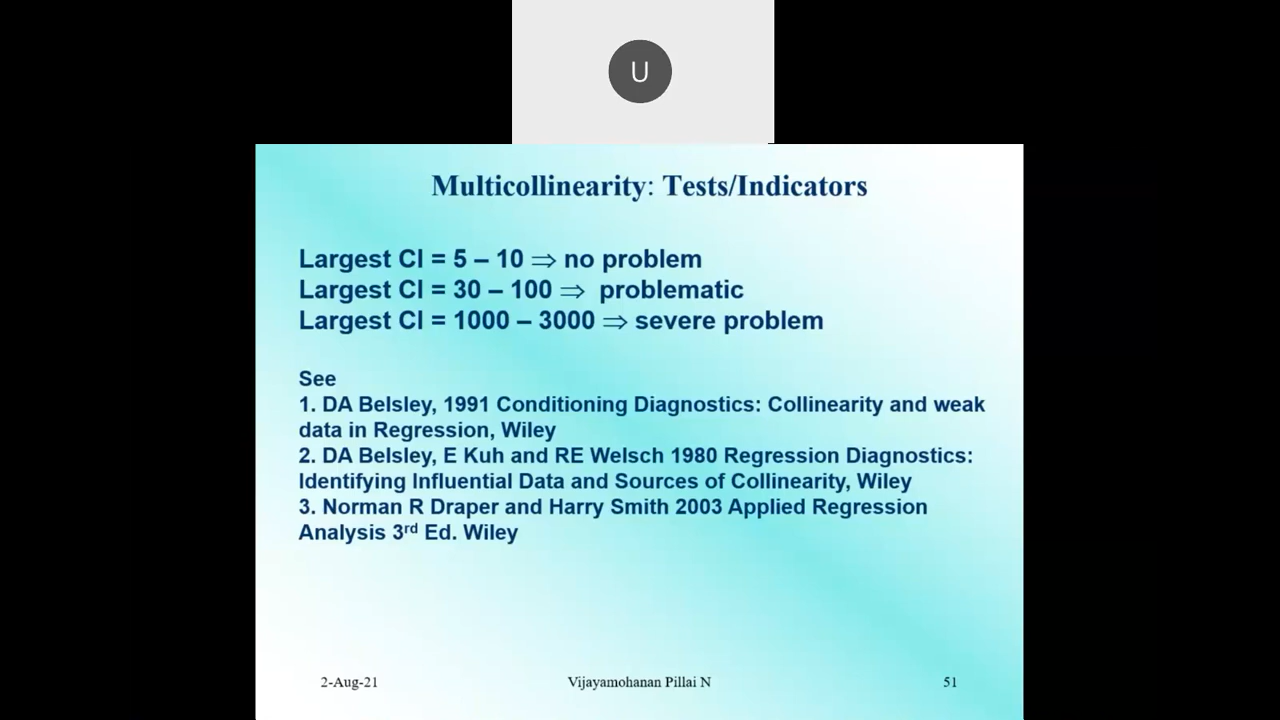 U
Multicollinearity: Tests/Indicators
Largest CI = 5 – 10 ⇒ no problem
Largest CI = 30 – 100 ⇒ problematic
Largest CI = 1000 – 3000 ⇒ severe problem
See
1. DA Belsley, 1991 Conditioning Diagnostics: Collinearity and weak
data in Regression, Wiley
2. DA Belsley, E Kuh and RE Welsch 1980 Regression Diagnostics:
Identifying Influential Data and Sources of Collinearity, Wiley
3. Norman R Draper and Harry Smith 2003 Applied Regression
Analysis 3rd Ed. Wiley
2-Aug-21 Vijayamohanan Pillai N 51